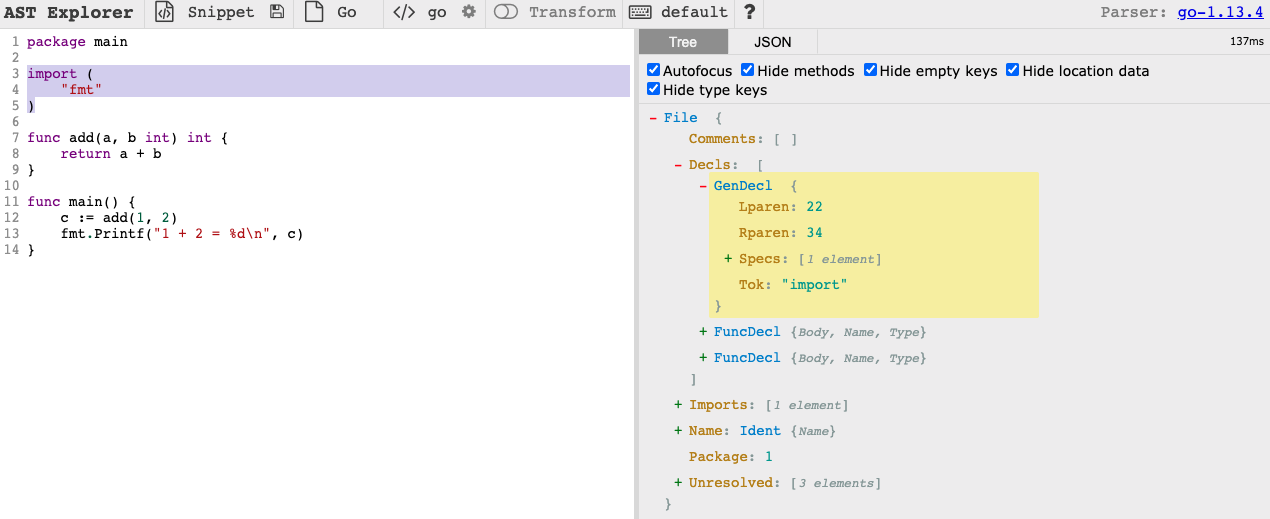 AST Explorer Snippet Go </> go Transform default ? Parser: go-1.13.4
1 package main
2
3 import (
4     "fmt"
5 )
6
7 func add(a, b int) int {
8     return a + b
9 }
10
11 func main() {
12     c := add(1, 2)
13     fmt.Printf("1 + 2 = %d\n", c)
14 }
Tree JSON 137ms
Autofocus Hide methods Hide empty keys Hide location data
Hide type keys
- File {
Comments: [ ]
- Decls: [
- GenDecl {
Lparen: 22
Rparen: 34
+ Specs: [1 element]
Tok: "import"
}
+ FuncDecl {Body, Name, Type}
+ FuncDecl {Body, Name, Type}
]
+ Imports: [1 element]
+ Name: Ident {Name}
Package: 1
+ Unresolved: [3 elements]
}